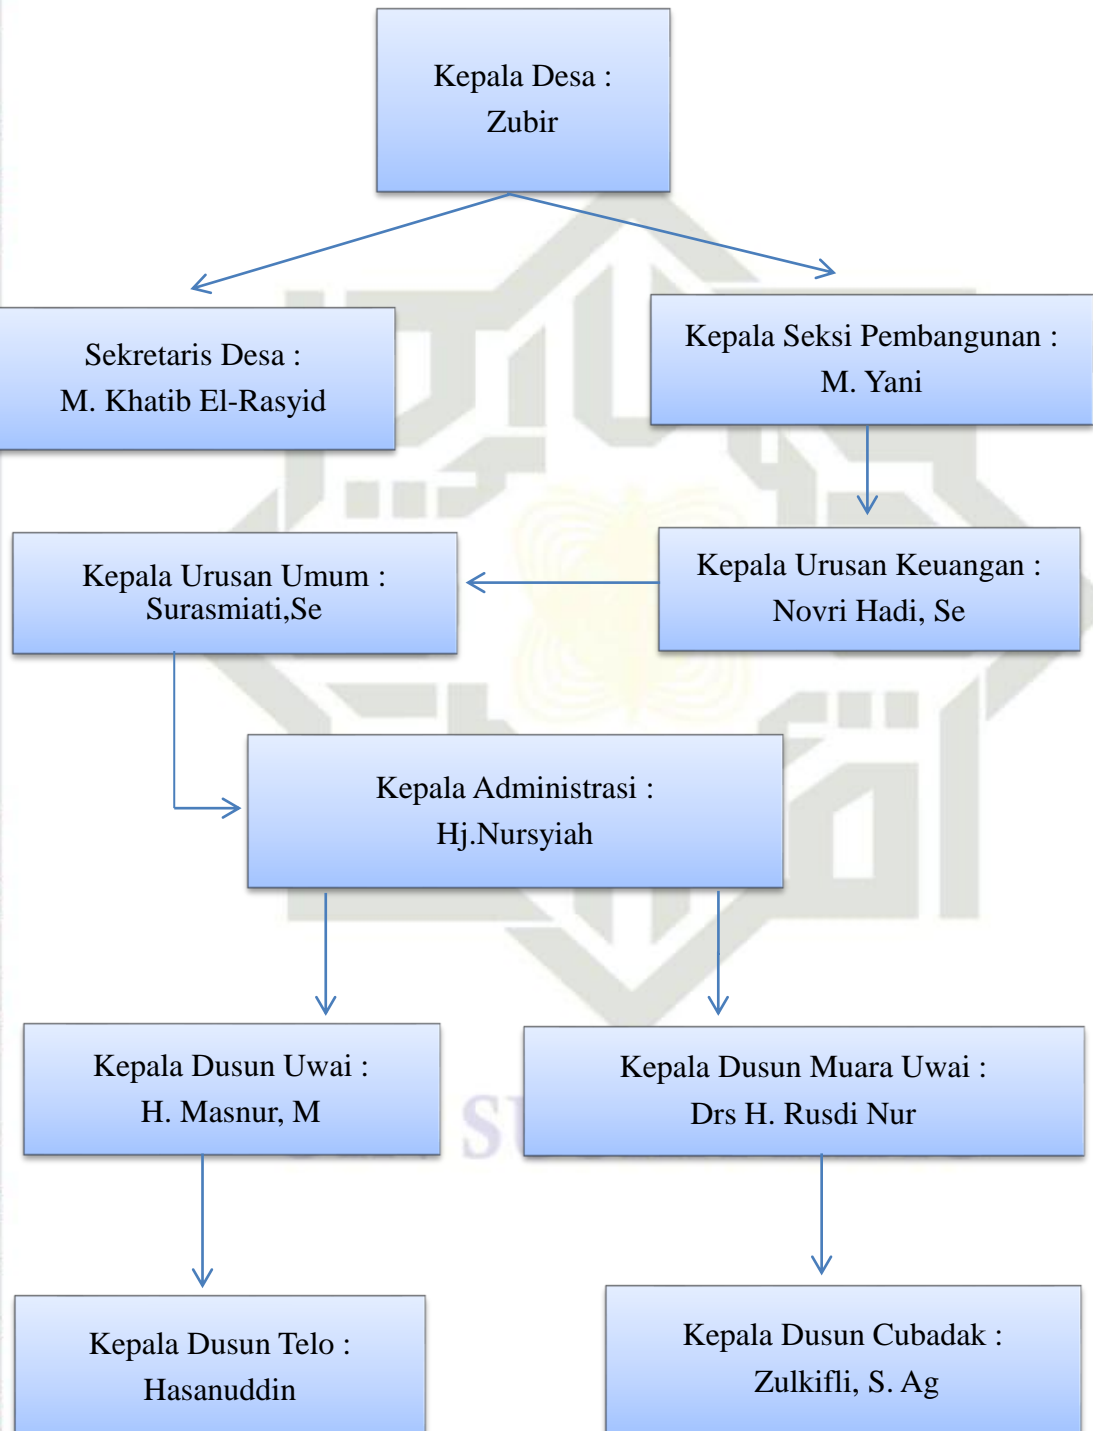 Kepala Desa :
Zubir
Sekretaris Desa :
M. Khatib El-Rasyid
Kepala Seksi Pembangunan :
M. Yani
Kepala Urusan Umum :
Surasmiati,Se
Kepala Urusan Keuangan :
Novri Hadi, Se
Kepala Administrasi :
Hj.Nursyiah
Kepala Dusun Uwai :
H. Masnur, M
Kepala Dusun Muara Uwai :
Drs H. Rusdi Nur
Kepala Dusun Telo :
Hasanuddin
Kepala Dusun Cubadak :
Zulkifli, S. Ag